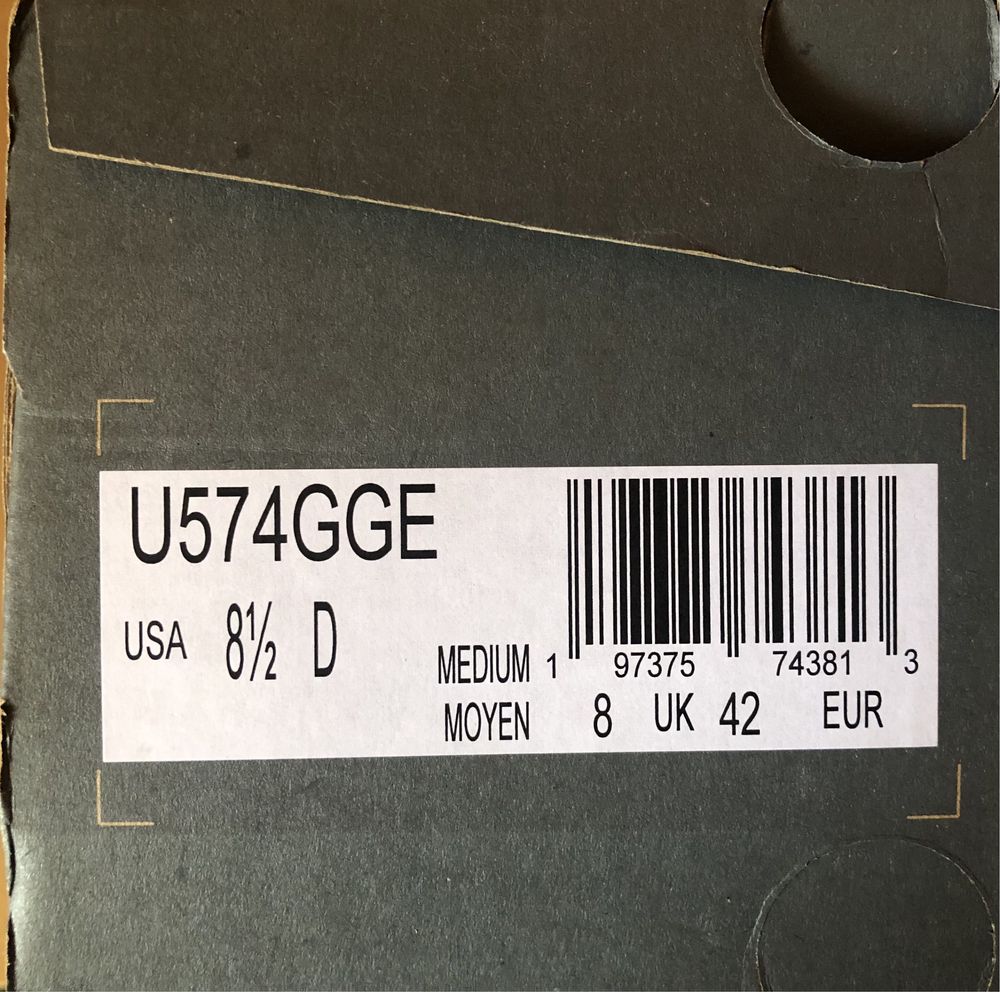 U574GGE
USA 8½ D
MEDIUM 1 97375 74381 3
MOYEN 8 UK 42 EUR